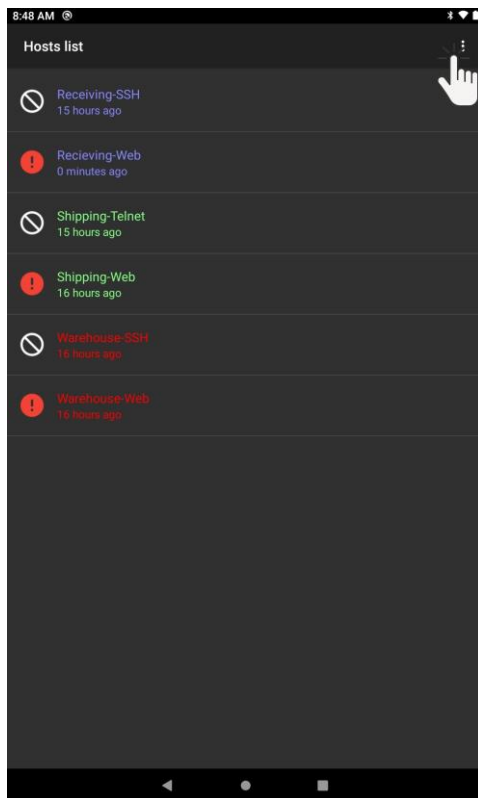 8:48 AM
Hosts list
Receiving-SSH
15 hours ago
Recieving-Web
0 minutes ago
Shipping-Telnet
15 hours ago
Shipping-Web
16 hours ago
Warehouse-SSH
16 hours ago
Warehouse-Web
16 hours ago